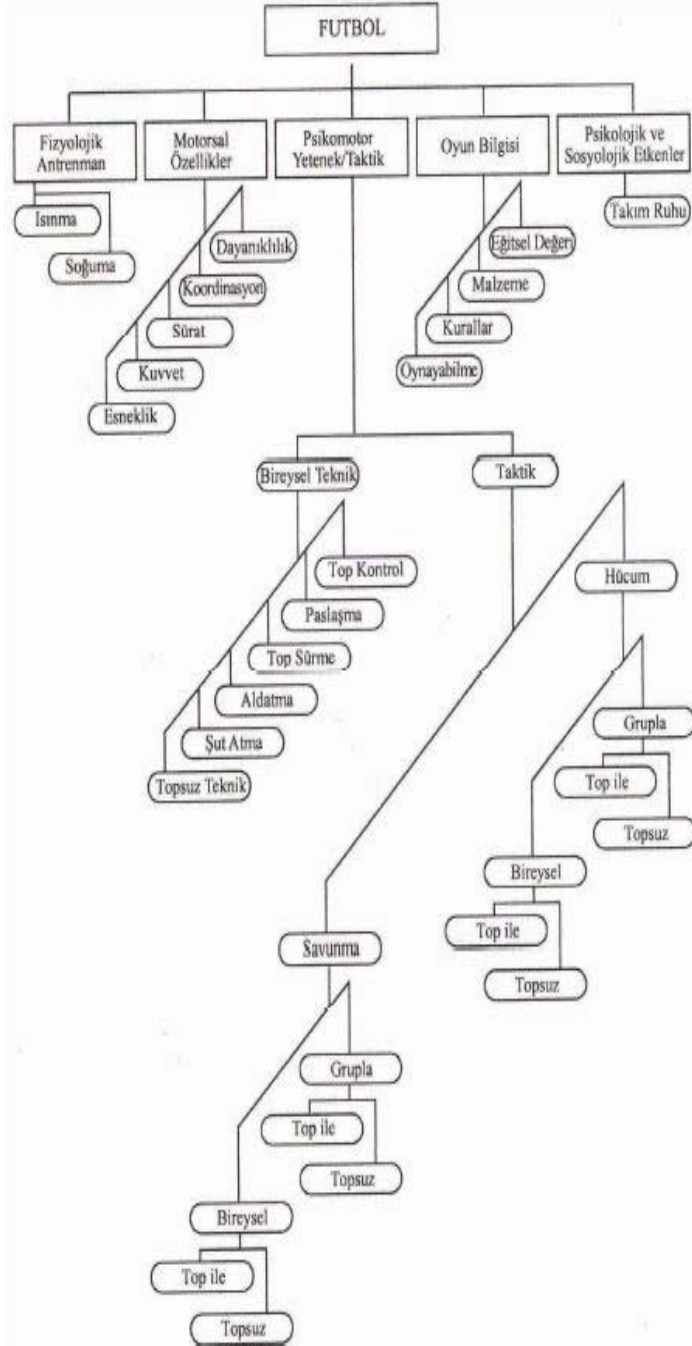 FUTBOL
Fizyolojik
Antrenman
Motorsal
Özellikler
Psikomotor
Yetenek/Taktik
Oyun Bilgisi
Psikolojik ve
Sosyolojik Etkenler
Isınma
Soğuma
Dayanıklılık
Koordinasyon
Sürat
Kuvvet
Esneklik
Eğitsel Değeri
Malzeme
Kurallar
Oynayabilme
Takım Ruhu
Bireysel Teknik
Taktik
Top Kontrol
Paslaşma
Top Sürme
Aldatma
Şut Atma
Topsuz Teknik
Hücum
Grupla
Top ile
Topsuz
Bireysel
Top ile
Topsuz
Savunma
Grupla
Top ile
Topsuz
Bireysel
Top ile
Topsuz